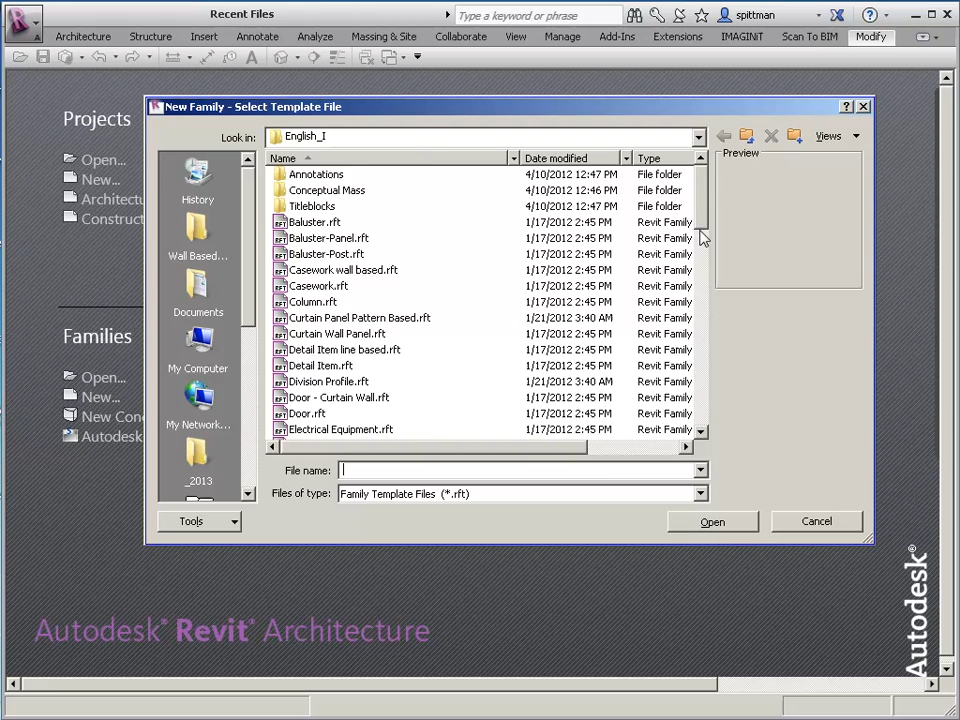 Recent Files
Type a keyword or phrase
spittman
Architecture Structure Insert Annotate Analyze Massing & Site Collaborate View Manage Add-Ins Extensions IMAGINiT Scan To BIM Modify
Projects
Open...
New...
Architectu
Construct
Families
Open...
New...
New Con
Autodesk
New Family - Select Template File
Look in: English_I Views
Name Date modified Type Preview
Annotations 4/10/2012 12:47 PM File folder
Conceptual Mass 4/10/2012 12:46 PM File folder
Titleblocks 4/10/2012 12:47 PM File folder
Baluster.rft 1/17/2012 2:45 PM Revit Family
Baluster-Panel.rft 1/17/2012 2:45 PM Revit Family
Baluster-Post.rft 1/17/2012 2:45 PM Revit Family
Casework wall based.rft 1/17/2012 2:45 PM Revit Family
Casework.rft 1/17/2012 2:45 PM Revit Family
Column.rft 1/17/2012 2:45 PM Revit Family
Curtain Panel Pattern Based.rft 1/21/2012 3:40 AM Revit Family
Curtain Wall Panel.rft 1/17/2012 2:45 PM Revit Family
Detail Item line based.rft 1/17/2012 2:45 PM Revit Family
Detail Item.rft 1/17/2012 2:45 PM Revit Family
Division Profile.rft 1/21/2012 3:40 AM Revit Family
Door - Curtain Wall.rft 1/17/2012 2:45 PM Revit Family
Door.rft 1/17/2012 2:45 PM Revit Family
Electrical Equipment.rft 1/17/2012 2:45 PM Revit Family
History
Wall Based...
Documents
My Computer
My Network...
_2013
File name:
Files of type: Family Template Files (*.rft)
Tools
Open Cancel
Autodesk® Revit® Architecture
Autodesk®